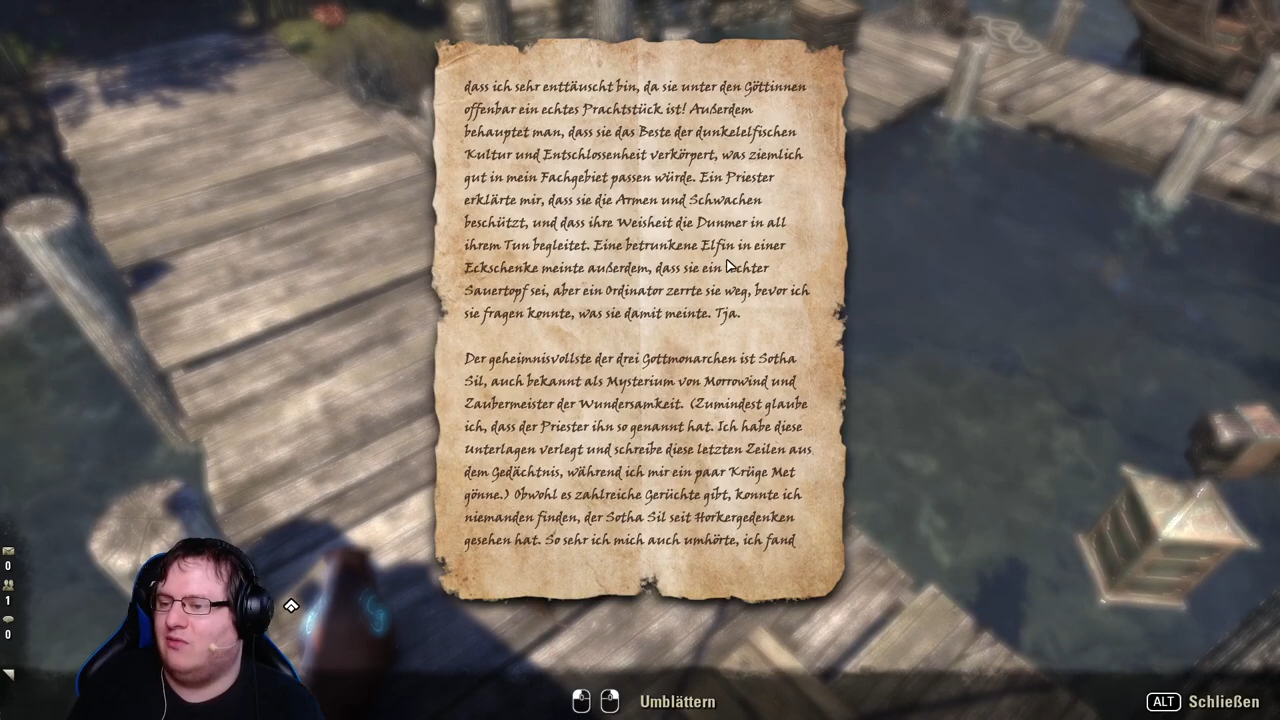 dass ich sehr enttäuscht bin, da sie unter den Göttinnen
offenbar ein echtes Prachtstück ist! Außerdem
behauptet man, dass sie das Beste der dunkelelfischen
Kultur und Entschlossenheit verkörpert, was ziemlich
gut in mein Fachgebiet passen würde. Ein Priester
erklärte mir, dass sie die Armen und Schwachen
beschützt, und dass ihre Weisheit die Dunmer in all
ihrem Tun begleitet. Eine betrunkene Elfin in einer
Eckschenke meinte außerdem, dass sie ein echter
Sauertopf sei, aber ein Ordinator zerrte sie weg, bevor ich
sie fragen konnte, was sie damit meinte. Tja.
Der geheimnisvollste der drei Gottmonarchen ist Sotha
Sil, auch bekannt als Mysterium von Morrowind und
Zaubermeister der Wundersamkeit. (Zumindest glaube
ich, dass der Priester ihn so genannt hat. Ich habe diese
Unterlagen verlegt und schreibe diese letzten Zeilen aus
dem Gedächtnis, während ich mir ein paar Krüge Met
gönne.) Obwohl es zahlreiche Gerüchte gibt, konnte ich
niemanden finden, der Sotha Sil seit Horkergedenken
gesehen hat. So sehr ich mich auch umhörte, ich fand
0
1
0
Umblättern
ALT Schließen